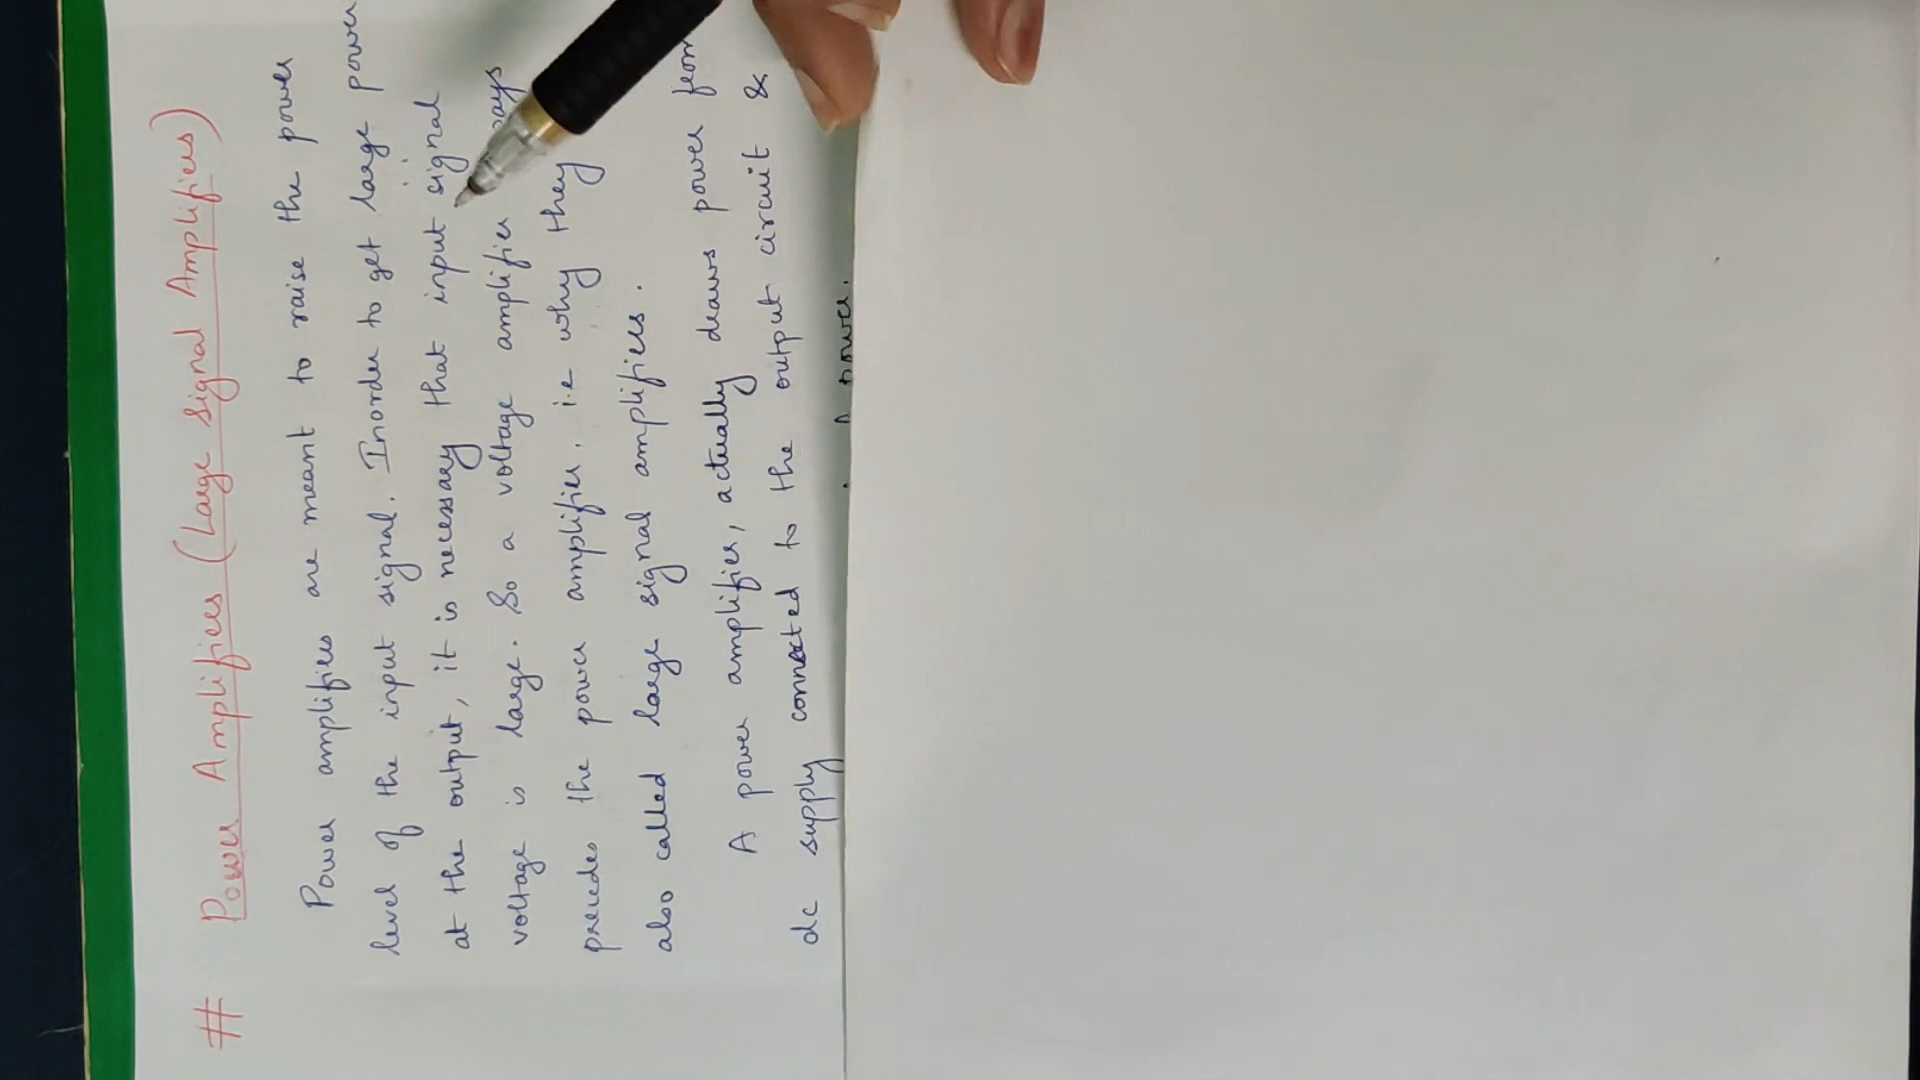 # Power Amplifiers (Large Signal Amplifiers)
Power amplifiers are meant to raise the power
level of the input signal. Inorder to get large power
at the output, it is necessary that input signal
voltage is large. So a voltage amplifier
precedes the power amplifier. i.e why they
also called large signal amplifiers.
A power amplifier, actually draws power from
dc supply connected to the output circuit &
power.